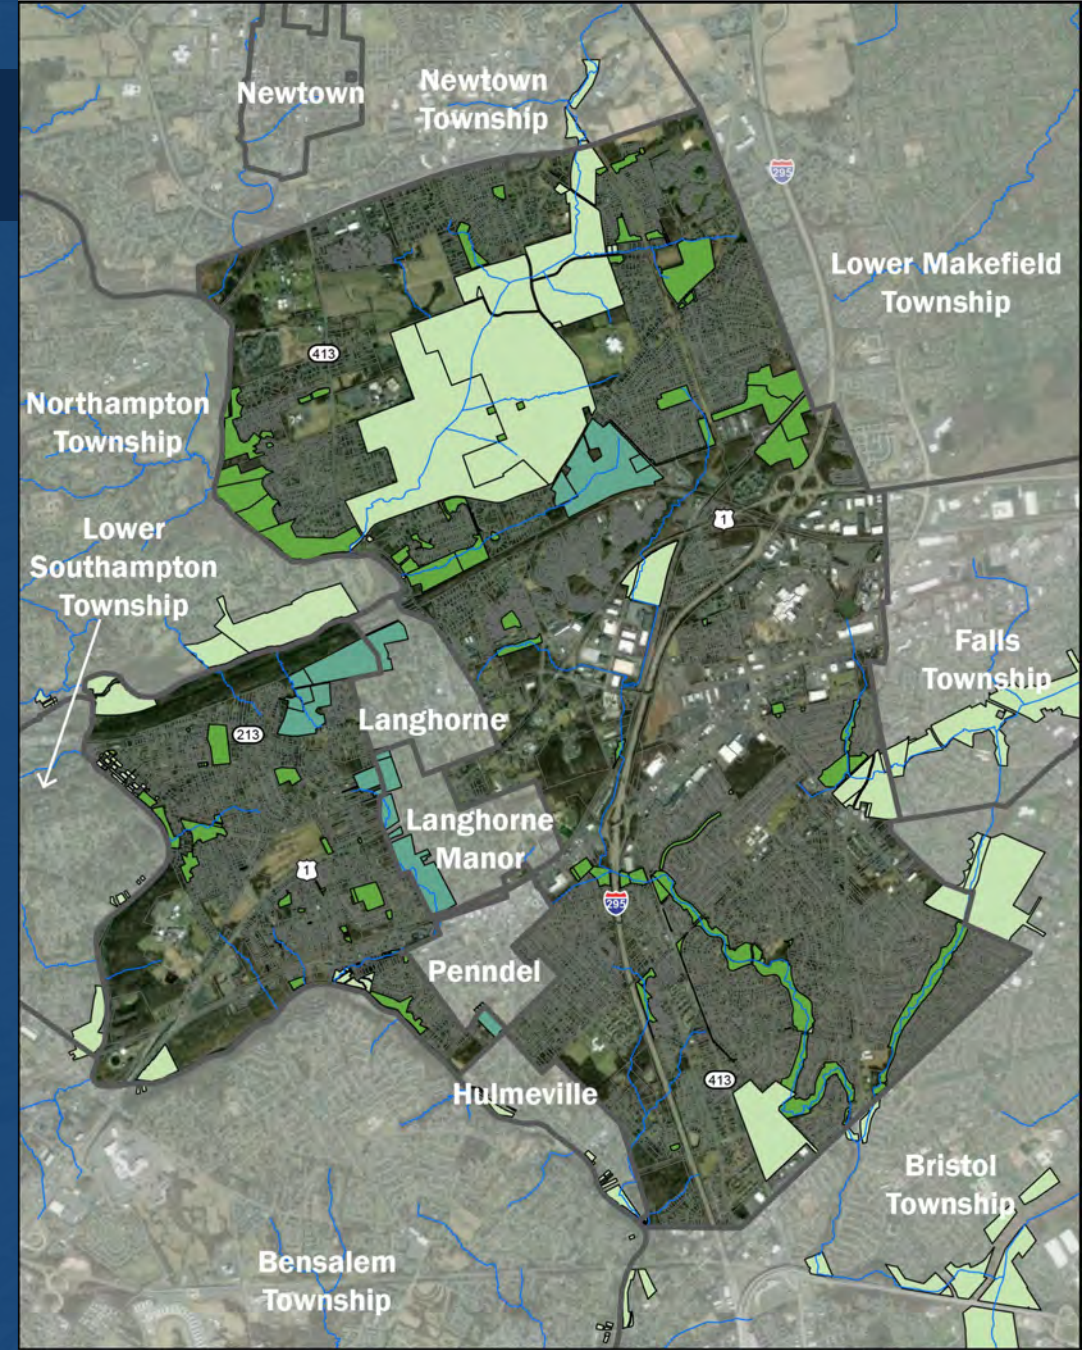 Newtown
Newtown
Township
295
Lower Makefield
Township
413
Northampton
Township
1
Lower
Southampton
Township
Falls
Township
Langhorne
213
Langhorne
Manor
1
295
Penndel
413
Hulmeville
Bristol
Township
Bensalem
Township